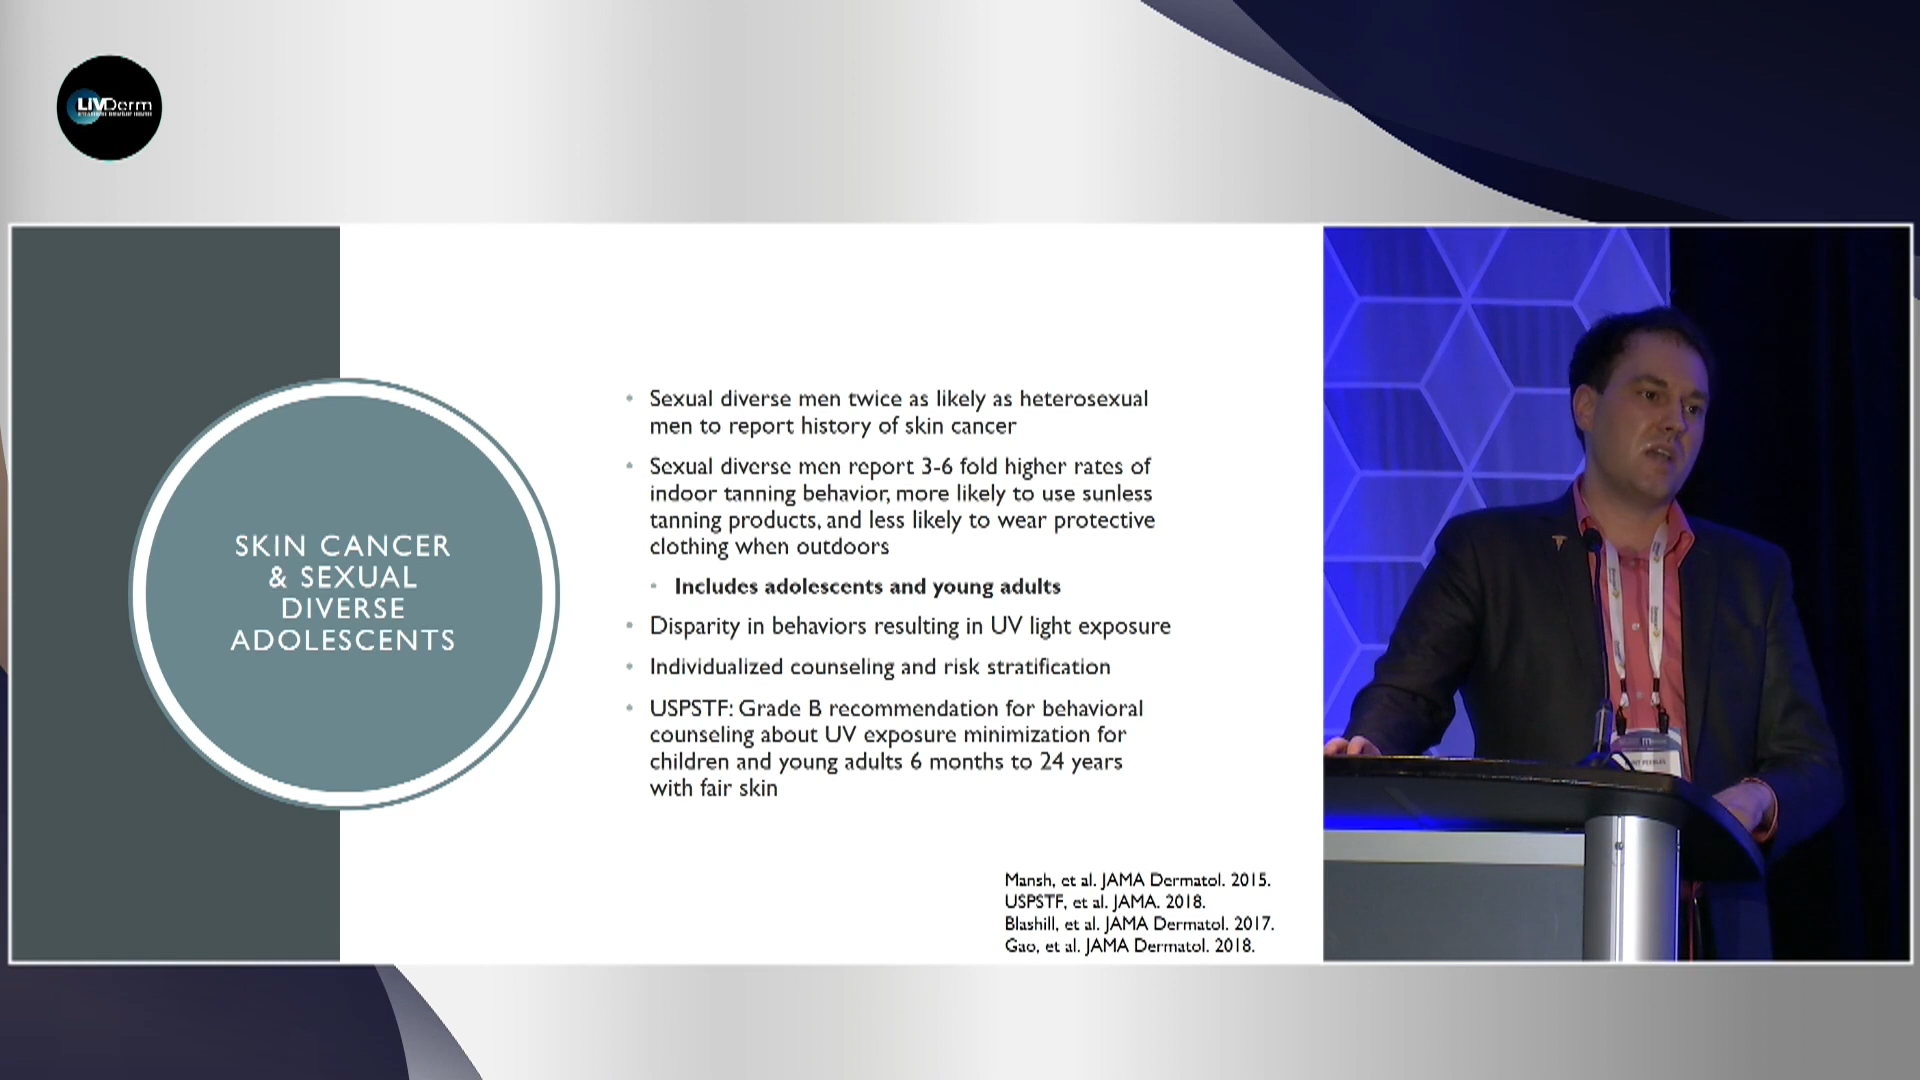 LIVDerm
SKIN CANCER
& SEXUAL
DIVERSE
ADOLESCENTS
• Sexual diverse men twice as likely as heterosexual
men to report history of skin cancer
• Sexual diverse men report 3-6 fold higher rates of
indoor tanning behavior, more likely to use sunless
tanning products, and less likely to wear protective
clothing when outdoors
• Includes adolescents and young adults
• Disparity in behaviors resulting in UV light exposure
• Individualized counseling and risk stratification
• USPSTF: Grade B recommendation for behavioral
counseling about UV exposure minimization for
children and young adults 6 months to 24 years
with fair skin
Mansh, et al. JAMA Dermatol. 2015.
USPSTF, et al. JAMA. 2018.
Blashill, et al. JAMA Dermatol. 2017.
Gao, et al. JAMA Dermatol. 2018.